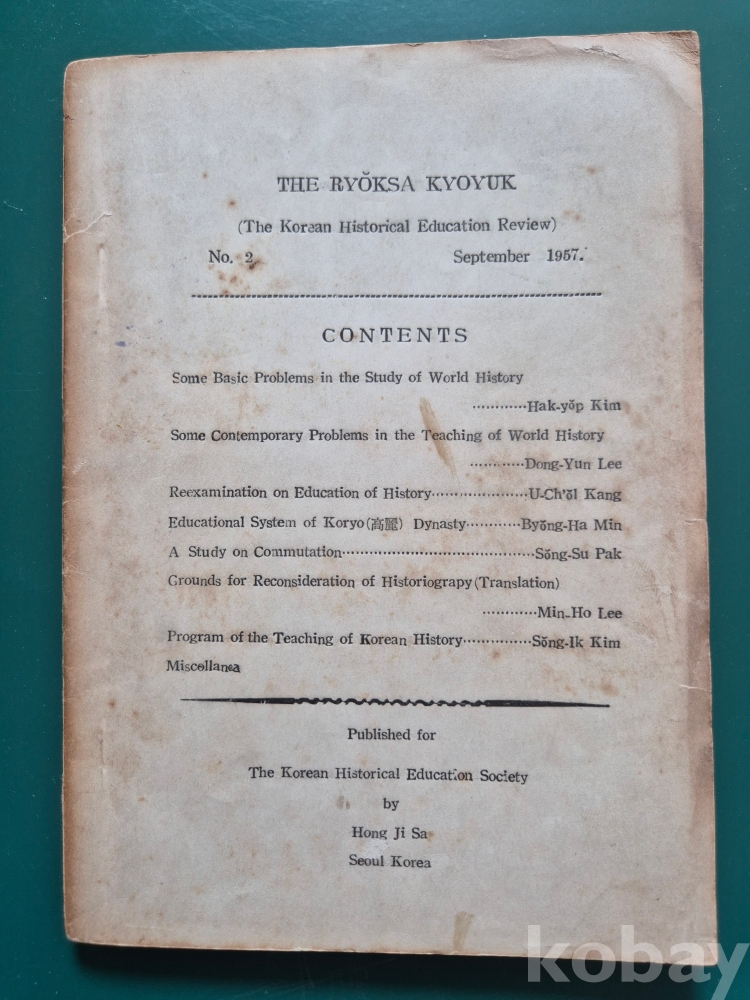 THE RYŎKSA KYOYUK
(The Korean Historical Education Review)
No. 2 September 1957.
CONTENTS
Some Basic Problems in the Study of World History
············Hak-yŏp Kim
Some Contemporary Problems in the Teaching of World History
············Dong-Yun Lee
Reexamination on Education of History·····················U-Ch'ŏl Kang
Educational System of Koryo(高麗) Dynasty············Byŏng-Ha Min
A Study on Commutation··········································Sŏng-Su Pak
Grounds for Reconsideration of Historiograpy(Translation)
············Min-Ho Lee
Program of the Teaching of Korean History···············Sŏng-Ik Kim
Miscellanea
Published for
The Korean Historical Education Society
by
Hong Ji Sa
Seoul Korea
kobay